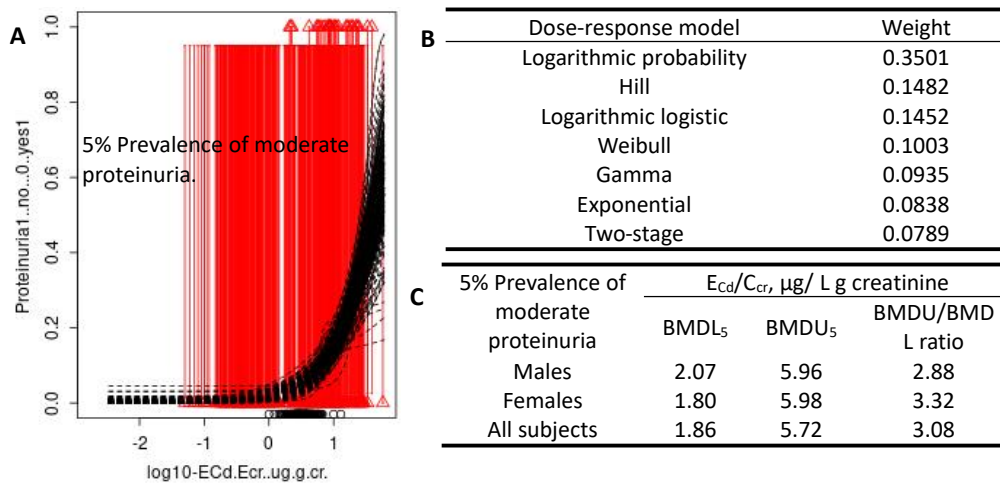 A
Proteinuria1..no...0..yes1
1.0
0.8
0.6
0.4
0.2
0.0
5% Prevalence of moderate
proteinuria.
-2
-1
0
1
log10-ECd.Ecr..ug.g.cr.
B
Dose-response model Weight
Logarithmic probability 0.3501
Hill 0.1482
Logarithmic logistic 0.1452
Weibull 0.1003
Gamma 0.0935
Exponential 0.0838
Two-stage 0.0789
C
5% Prevalence of
moderate
proteinuria
E_Cd/C_cr, µg/ L g creatinine
BMDL₅ BMDU₅
BMDU/BMD
L ratio
Males 2.07 5.96 2.88
Females 1.80 5.98 3.32
All subjects 1.86 5.72 3.08